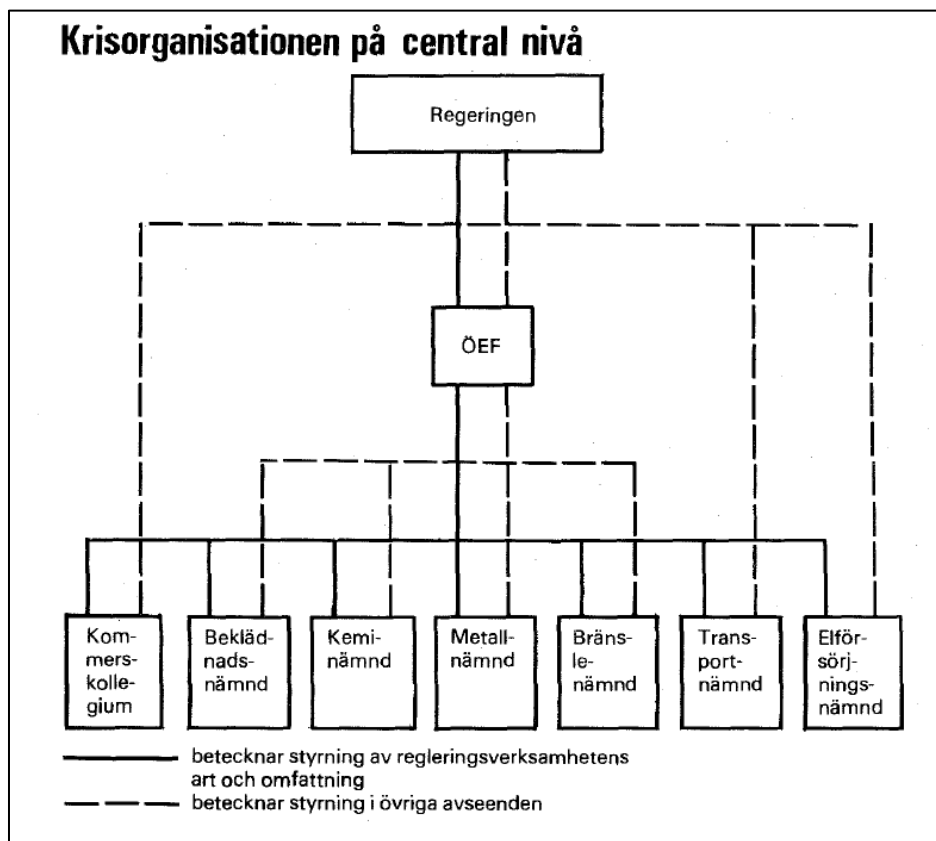 Krisorganisationen på central nivå
Regeringen
ÖEF
Kom-
mers-
kolle-
gium
Bekläd-
nads-
nämnd
Kemi-
nämnd
Metall-
nämnd
Bräns-
le-
nämnd
Trans-
port-
nämnd
Elför-
sörj-
nings-
nämnd
betecknar styrning av regleringsverksamhetens
art och omfattning
betecknar styrning i övriga avseenden